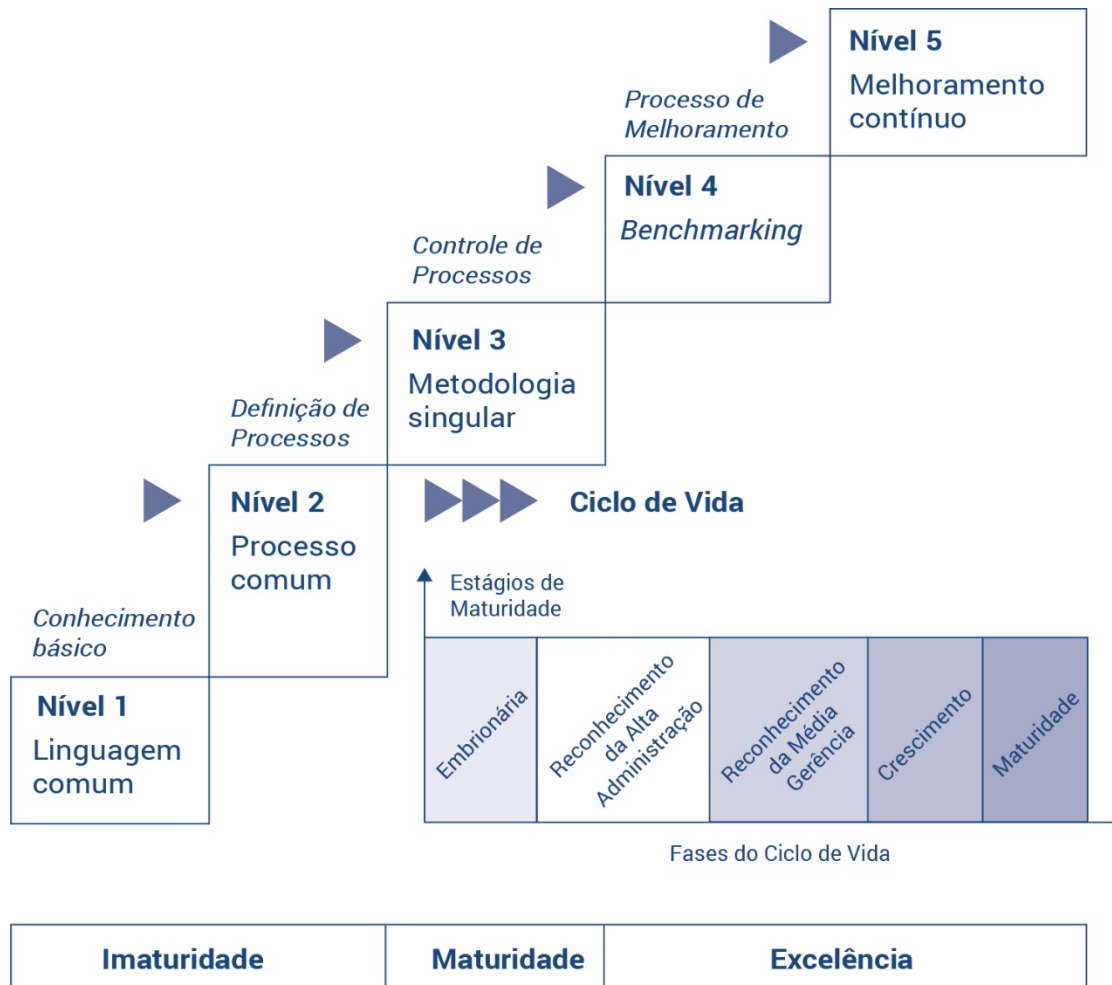 Nível 5
Melhoramento
contínuo
Processo de
Melhoramento
Nível 4
Benchmarking
Controle de
Processos
Nível 3
Metodologia
singular
Definição de
Processos
Nível 2
Processo
comum
Ciclo de Vida
Estágios de
Maturidade
Conhecimento
básico
Nível 1
Linguagem
comum
Embrionária
Reconhecimento
da Alta
Administração
Reconhecimento
da Média
Gerência
Crescimento
Maturidade
Fases do Ciclo de Vida
Imaturidade
Maturidade
Excelência